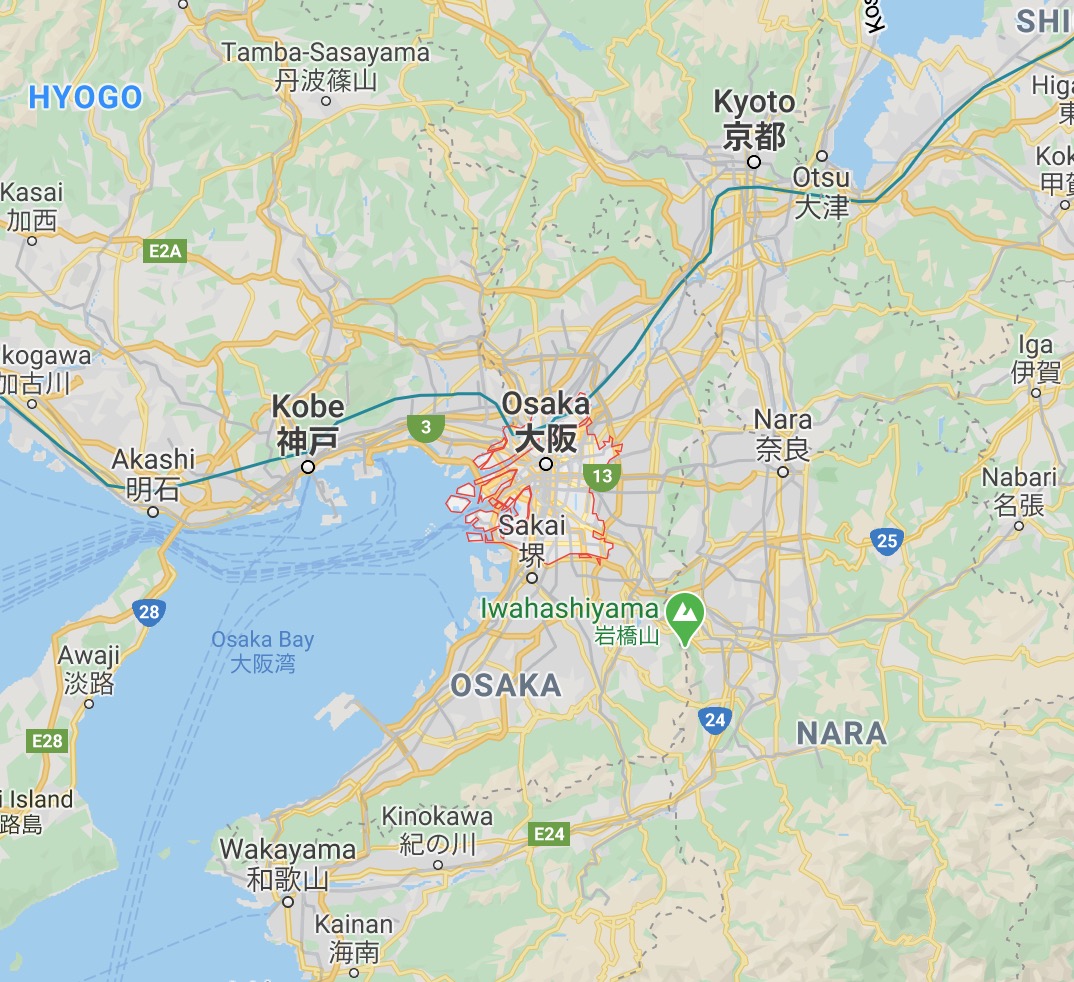 SHI
Kos
Tamba-Sasayama
丹波篠山
HYOGO
Higa
東
Kyoto
京都
Kok
甲賀
Otsu
大津
Kasai
加西
E2A
kogawa
加古川
Iga
伊賀
Kobe
神戸
3
Osaka
大阪
Nara
奈良
Akashi
明石
13
Nabari
名張
Sakai
堺
25
28
Iwahashiyama
岩橋山
Osaka Bay
大阪湾
Awaji
淡路
OSAKA
24
NARA
E28
i Island
路島
Kinokawa
紀の川
E24
Wakayama
和歌山
Kainan
海南